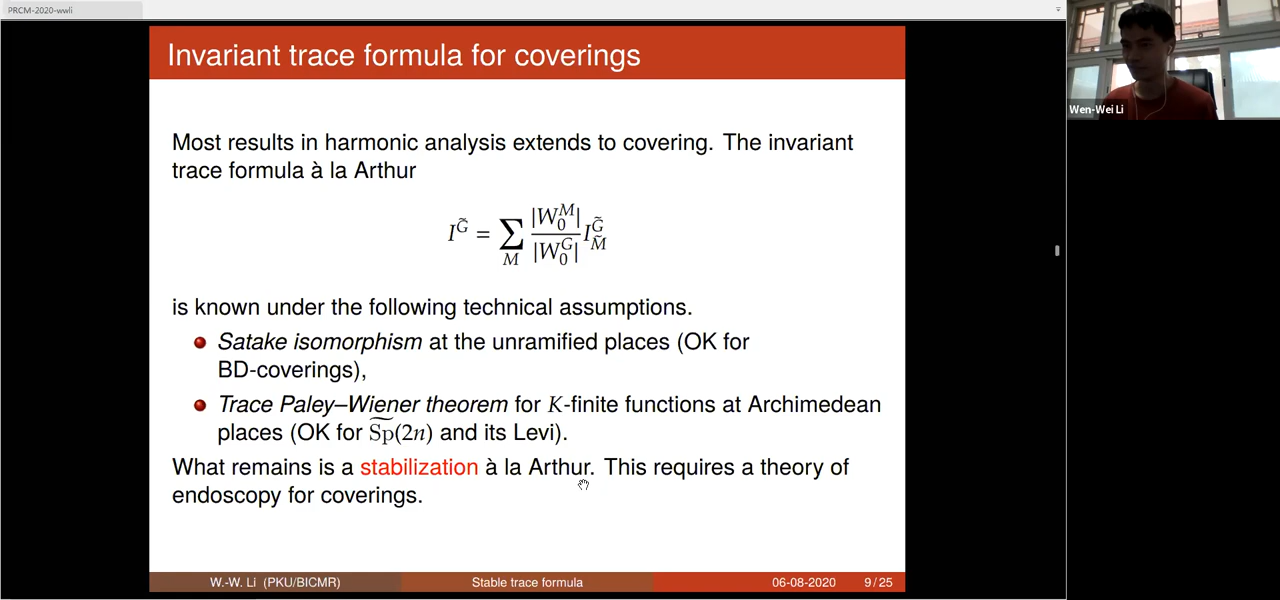 PRCM-2020-wwli
Invariant trace formula for coverings
Most results in harmonic analysis extends to covering. The invariant
trace formula à la Arthur
I^{\tilde{G}} = \sum_{M} \frac{|W_0^M|}{|W_0^G|} I_{\tilde{M}}^{\tilde{G}}
is known under the following technical assumptions.
Satake isomorphism at the unramified places (OK for
BD-coverings),
Trace Paley–Wiener theorem for K-finite functions at Archimedean
places (OK for \widetilde{Sp}(2n) and its Levi).
What remains is a stabilization à la Arthur. This requires a theory of
endoscopy for coverings.
W.-W. Li (PKU/BICMR) Stable trace formula 06-08-2020 9 / 25
Wen-Wei Li